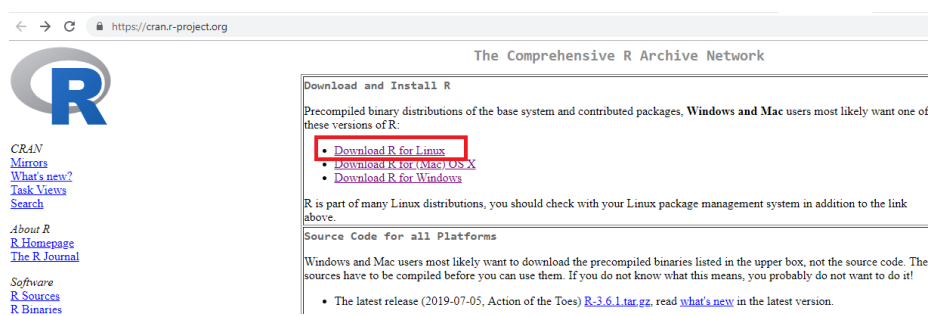 https://cran.r-project.org
The Comprehensive R Archive Network
R
CRAN
Mirrors
What's new?
Task Views
Search
About R
R Homepage
The R Journal
Software
R Sources
R Binaries
Download and Install R
Precompiled binary distributions of the base system and contributed packages, Windows and Mac users most likely want one of
these versions of R:
• Download R for Linux
• Download R for (Mac) OS X
• Download R for Windows
R is part of many Linux distributions, you should check with your Linux package management system in addition to the link
above.
Source Code for all Platforms
Windows and Mac users most likely want to download the precompiled binaries listed in the upper box, not the source code. The
sources have to be compiled before you can use them. If you do not know what this means, you probably do not want to do it!
• The latest release (2019-07-05, Action of the Toes) R-3.6.1.tar.gz, read what's new in the latest version.